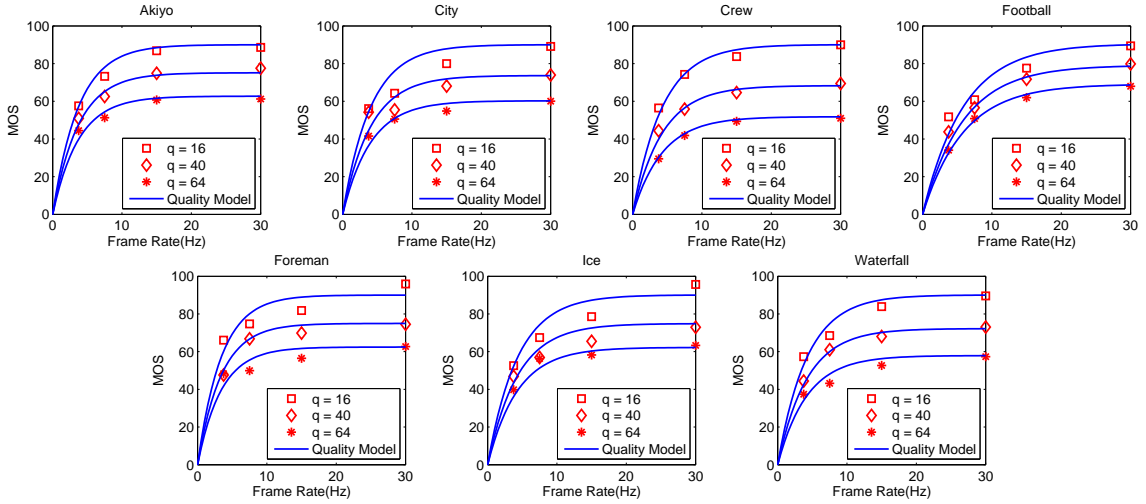 Akiyo
100
80
60
40
20
0
MOS
q = 16
q = 40
q = 64
Quality Model
0 10 20 30
Frame Rate(Hz)
City
100
80
60
40
20
0
MOS
q = 16
q = 40
q = 64
Quality Model
0 10 20 30
Frame Rate(Hz)
Crew
100
80
60
40
20
0
MOS
q = 16
q = 40
q = 64
Quality Model
0 10 20 30
Frame Rate(Hz)
Football
100
80
60
40
20
0
MOS
q = 16
q = 40
q = 64
Quality Model
0 10 20 30
Frame Rate(Hz)
Foreman
100
80
60
40
20
0
MOS
q = 16
q = 40
q = 64
Quality Model
0 10 20 30
Frame Rate(Hz)
Ice
100
80
60
40
20
0
MOS
q = 16
q = 40
q = 64
Quality Model
0 10 20 30
Frame Rate(Hz)
Waterfall
100
80
60
40
20
0
MOS
q = 16
q = 40
q = 64
Quality Model
0 10 20 30
Frame Rate(Hz)